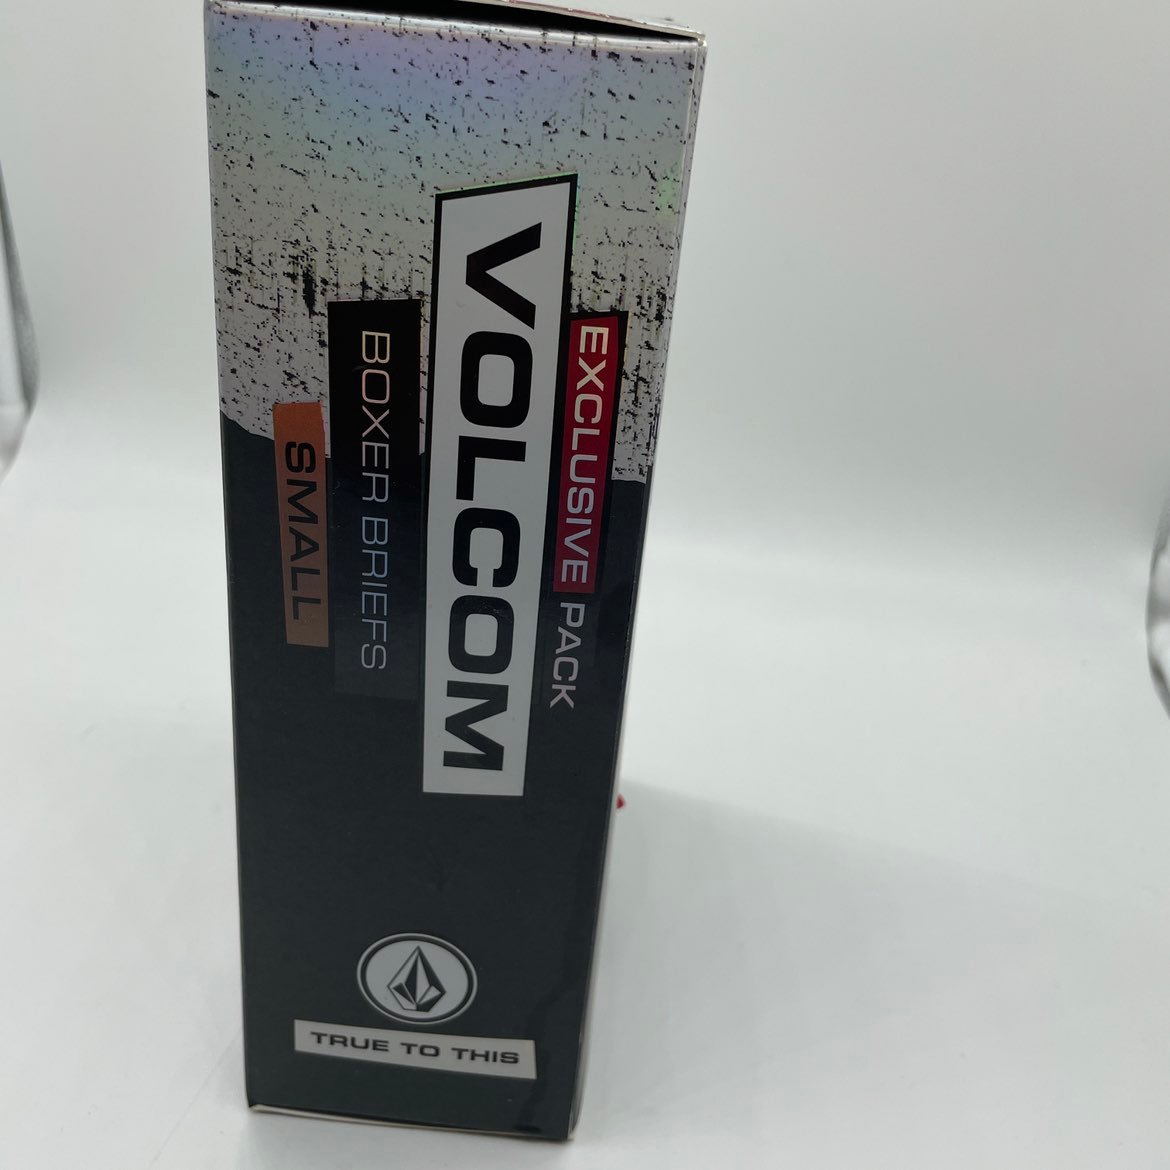 EXCLUSIVE PACK
VOLCOM
BOXER BRIEFS
SMALL
TRUE TO THIS